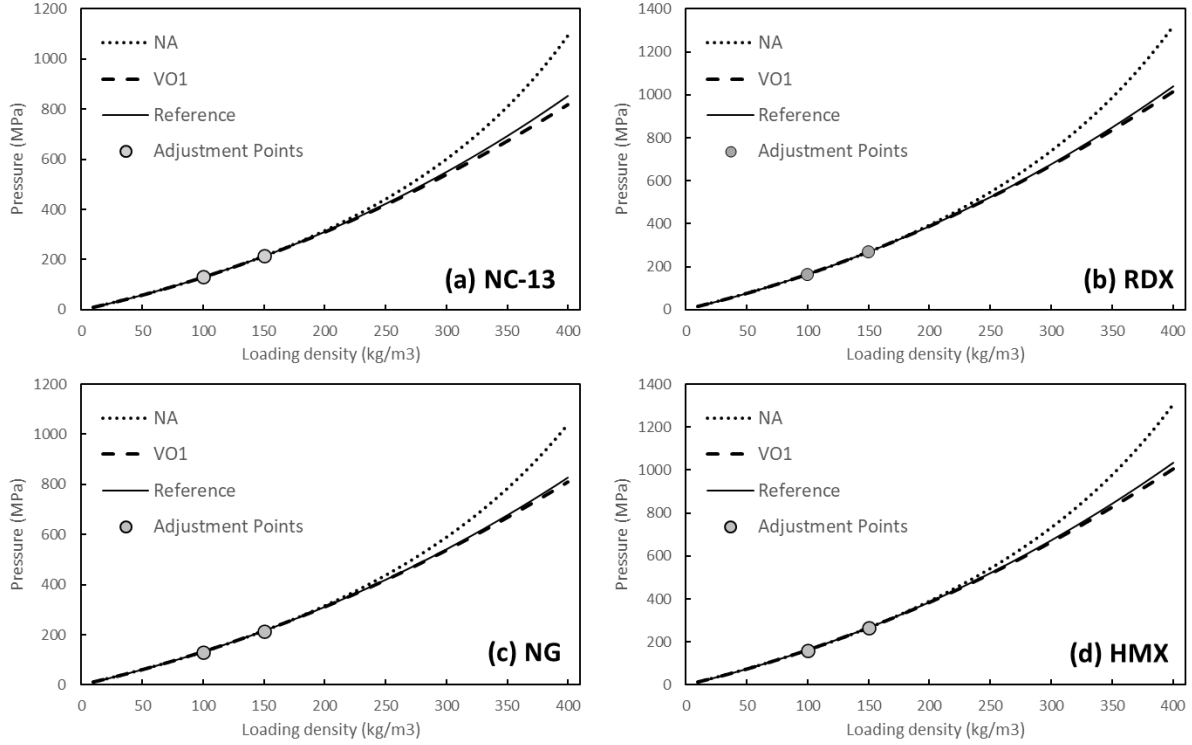 1200
1000
800
600
400
200
0
Pressure (MPa)
NA
VO1
Reference
Adjustment Points
(a) NC-13
0 50 100 150 200 250 300 350 400
Loading density (kg/m3)
1400
1200
1000
800
600
400
200
0
Pressure (MPa)
NA
VO1
Reference
Adjustment Points
(b) RDX
0 50 100 150 200 250 300 350 400
Loading density (kg/m3)
1200
1000
800
600
400
200
0
Pressure (MPa)
NA
VO1
Reference
Adjustment Points
(c) NG
0 50 100 150 200 250 300 350 400
Loading density (kg/m3)
1400
1200
1000
800
600
400
200
0
Pressure (MPa)
NA
VO1
Reference
Adjustment Points
(d) HMX
0 50 100 150 200 250 300 350 400
Loading density (kg/m3)